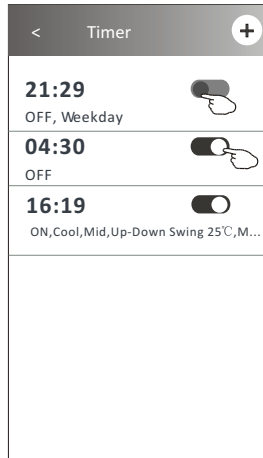 < Timer +
21:29
OFF, Weekday
04:30
OFF
16:19
ON,Cool,Mid,Up-Down Swing 25℃,M...